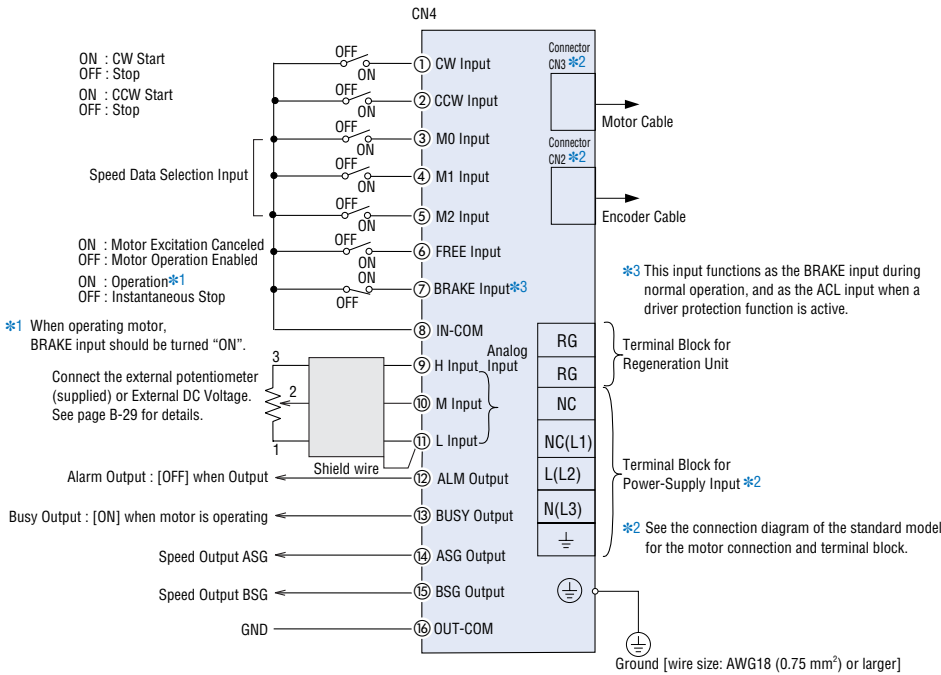 CN4
ON : CW Start
OFF : Stop
OFF
ON
① CW Input
ON : CCW Start
OFF : Stop
OFF
ON
② CCW Input
OFF
ON
③ M0 Input
Speed Data Selection Input
OFF
ON
④ M1 Input
OFF
ON
⑤ M2 Input
ON : Motor Excitation Canceled
OFF : Motor Operation Enabled
OFF
ON
⑥ FREE Input
ON : Operation✻1
OFF : Instantaneous Stop
ON
OFF
⑦ BRAKE Input✻3
✻1 When operating motor,
BRAKE input should be turned “ON”.
⑧ IN-COM
Connect the external potentiometer
(supplied) or External DC Voltage.
See page B-29 for details.
3
2
1
Shield wire
⑨ H Input
⑩ M Input
⑪ L Input
Analog
Input
Alarm Output : [OFF] when Output
⑫ ALM Output
Busy Output : [ON] when motor is operating
⑬ BUSY Output
Speed Output ASG
⑭ ASG Output
Speed Output BSG
⑮ BSG Output
GND
⑯ OUT-COM
Connector
CN3 ✻2
Motor Cable
Connector
CN2 ✻2
Encoder Cable
✻3 This input functions as the BRAKE input during
normal operation, and as the ACL input when a
driver protection function is active.
RG
RG
Terminal Block for
Regeneration Unit
NC
NC(L1)
L(L2)
N(L3)
Terminal Block for
Power-Supply Input ✻2
✻2 See the connection diagram of the standard model
for the motor connection and terminal block.
Ground [wire size: AWG18 (0.75 mm²) or larger]